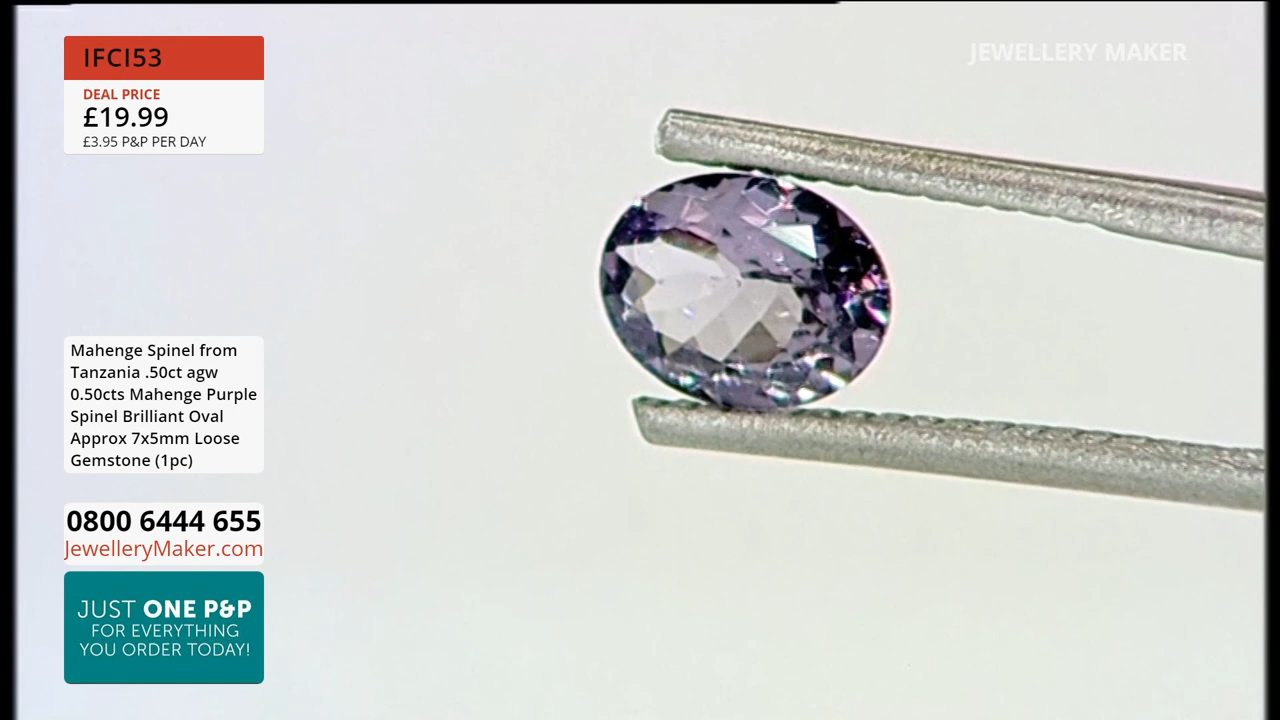 IFCI53
DEAL PRICE
£19.99
£3.95 P&P PER DAY
JEWELLERY MAKER
Mahenge Spinel from
Tanzania .50ct agw
0.50cts Mahenge Purple
Spinel Brilliant Oval
Approx 7x5mm Loose
Gemstone (1pc)
0800 6444 655
JewelleryMaker.com
JUST ONE P&P
FOR EVERYTHING
YOU ORDER TODAY!